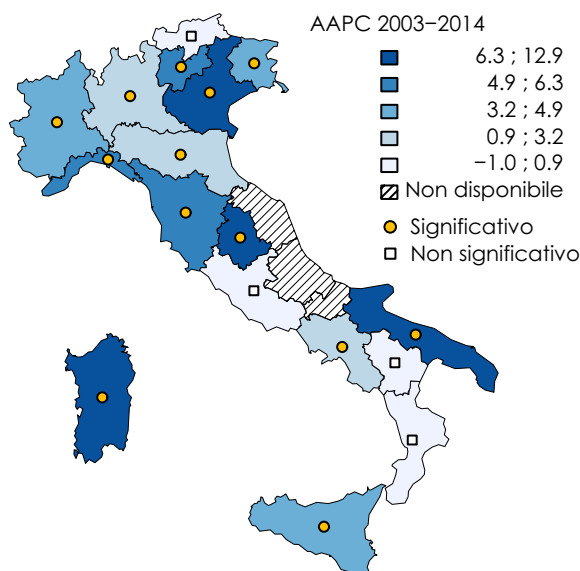 AAPC 2003−2014
6.3 ; 12.9
4.9 ; 6.3
3.2 ; 4.9
0.9 ; 3.2
−1.0 ; 0.9
Non disponibile
Significativo
Non significativo